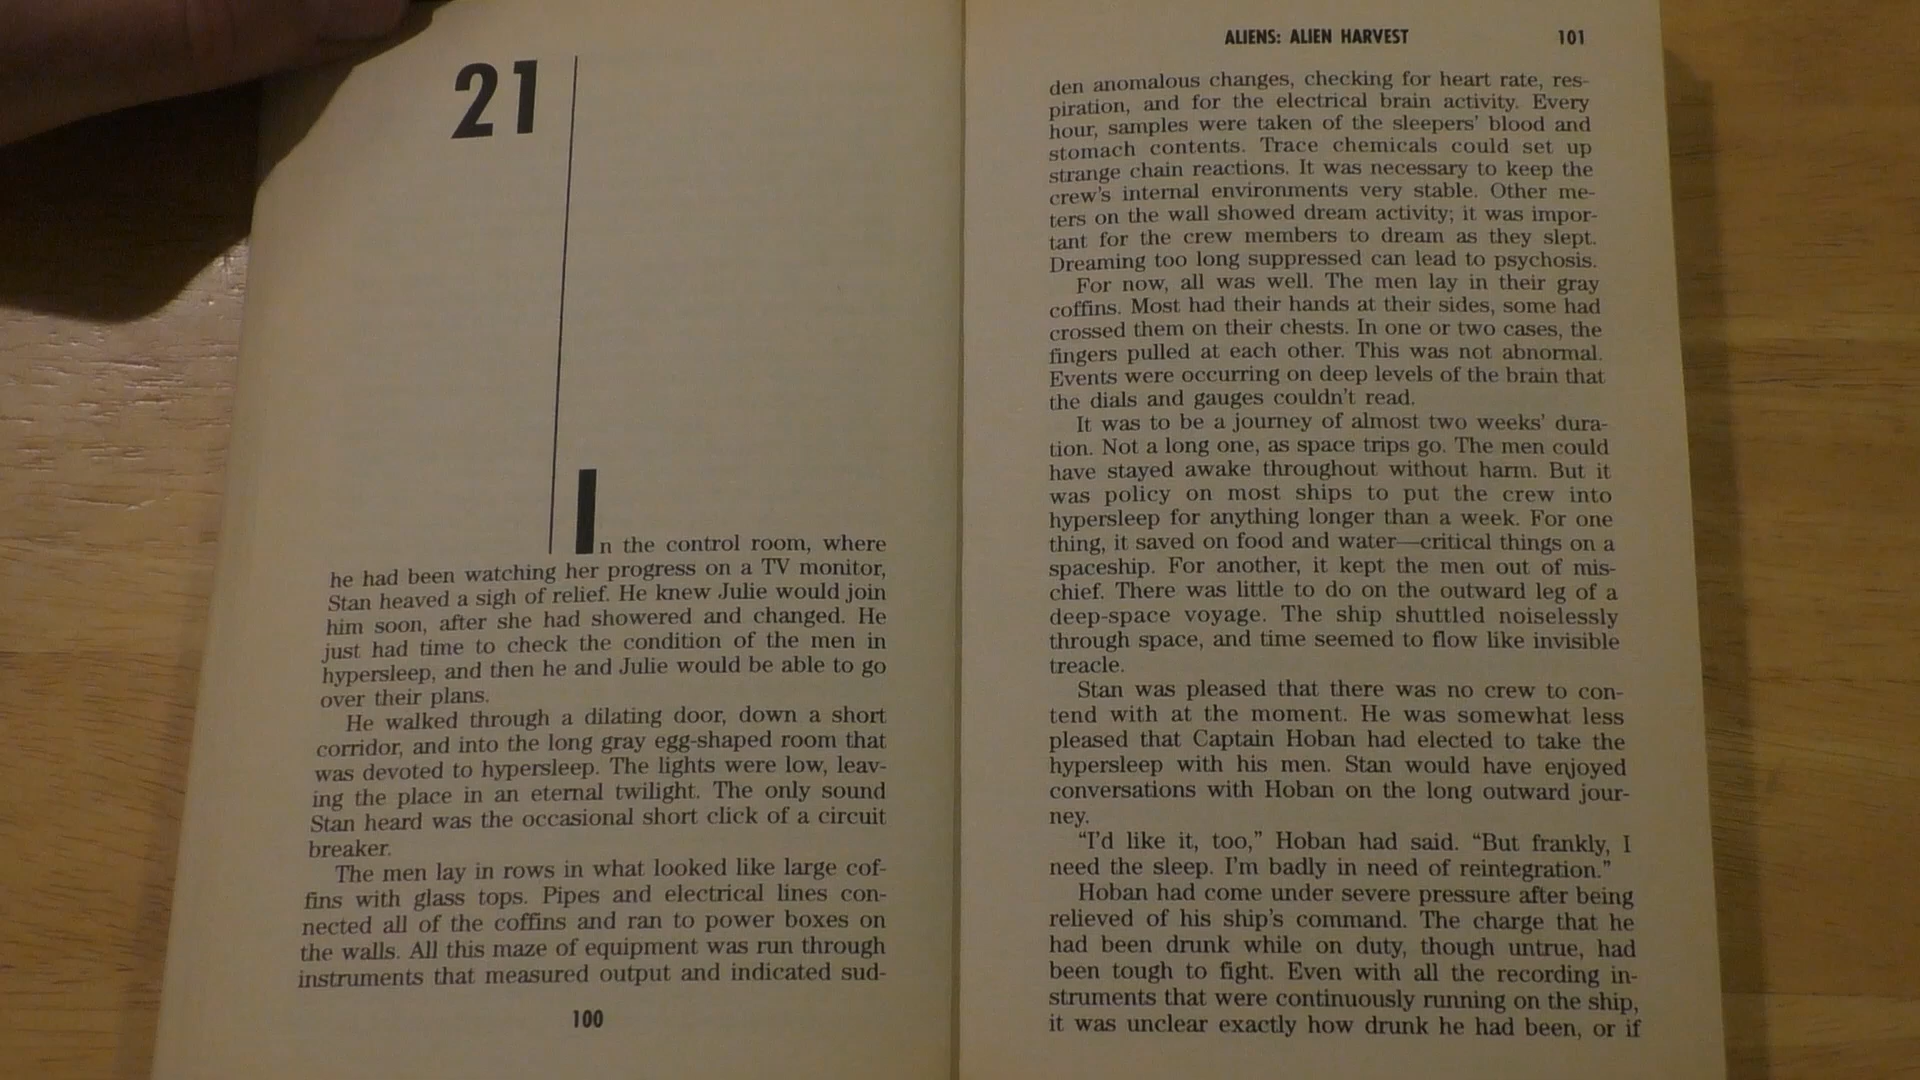 21
In the control room, where
he had been watching her progress on a TV monitor,
Stan heaved a sigh of relief. He knew Julie would join
him soon, after she had showered and changed. He
just had time to check the condition of the men in
hypersleep, and then he and Julie would be able to go
over their plans.
He walked through a dilating door, down a short
corridor, and into the long gray egg-shaped room that
was devoted to hypersleep. The lights were low, leav-
ing the place in an eternal twilight. The only sound
Stan heard was the occasional short click of a circuit
breaker.
The men lay in rows in what looked like large cof-
fins with glass tops. Pipes and electrical lines con-
nected all of the coffins and ran to power boxes on
the walls. All this maze of equipment was run through
instruments that measured output and indicated sud-
100
ALIENS: ALIEN HARVEST 101
den anomalous changes, checking for heart rate, res-
piration, and for the electrical brain activity. Every
hour, samples were taken of the sleepers' blood and
stomach contents. Trace chemicals could set up
strange chain reactions. It was necessary to keep the
crew's internal environments very stable. Other me-
ters on the wall showed dream activity; it was impor-
tant for the crew members to dream as they slept.
Dreaming too long suppressed can lead to psychosis.
For now, all was well. The men lay in their gray
coffins. Most had their hands at their sides, some had
crossed them on their chests. In one or two cases, the
fingers pulled at each other. This was not abnormal.
Events were occurring on deep levels of the brain that
the dials and gauges couldn't read.
It was to be a journey of almost two weeks' dura-
tion. Not a long one, as space trips go. The men could
have stayed awake throughout without harm. But it
was policy on most ships to put the crew into
hypersleep for anything longer than a week. For one
thing, it saved on food and water—critical things on a
spaceship. For another, it kept the men out of mis-
chief. There was little to do on the outward leg of a
deep-space voyage. The ship shuttled noiselessly
through space, and time seemed to flow like invisible
treacle.
Stan was pleased that there was no crew to con-
tend with at the moment. He was somewhat less
pleased that Captain Hoban had elected to take the
hypersleep with his men. Stan would have enjoyed
conversations with Hoban on the long outward jour-
ney.
“I'd like it, too,” Hoban had said. “But frankly, I
need the sleep. I'm badly in need of reintegration.”
Hoban had come under severe pressure after being
relieved of his ship's command. The charge that he
had been drunk while on duty, though untrue, had
been tough to fight. Even with all the recording in-
struments that were continuously running on the ship,
it was unclear exactly how drunk he had been, or if